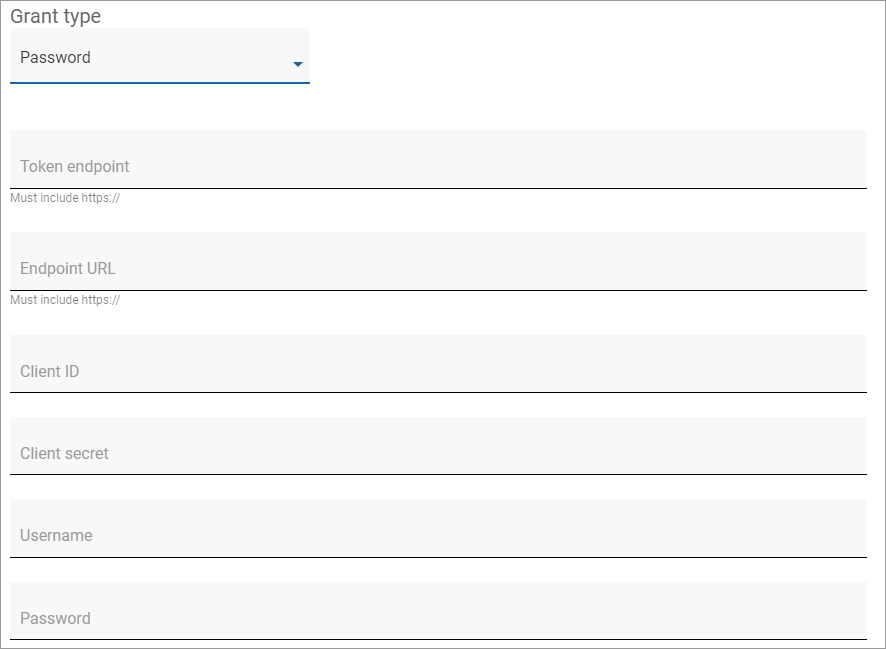 Grant type
Password
Token endpoint
Must include https://
Endpoint URL
Must include https://
Client ID
Client secret
Username
Password